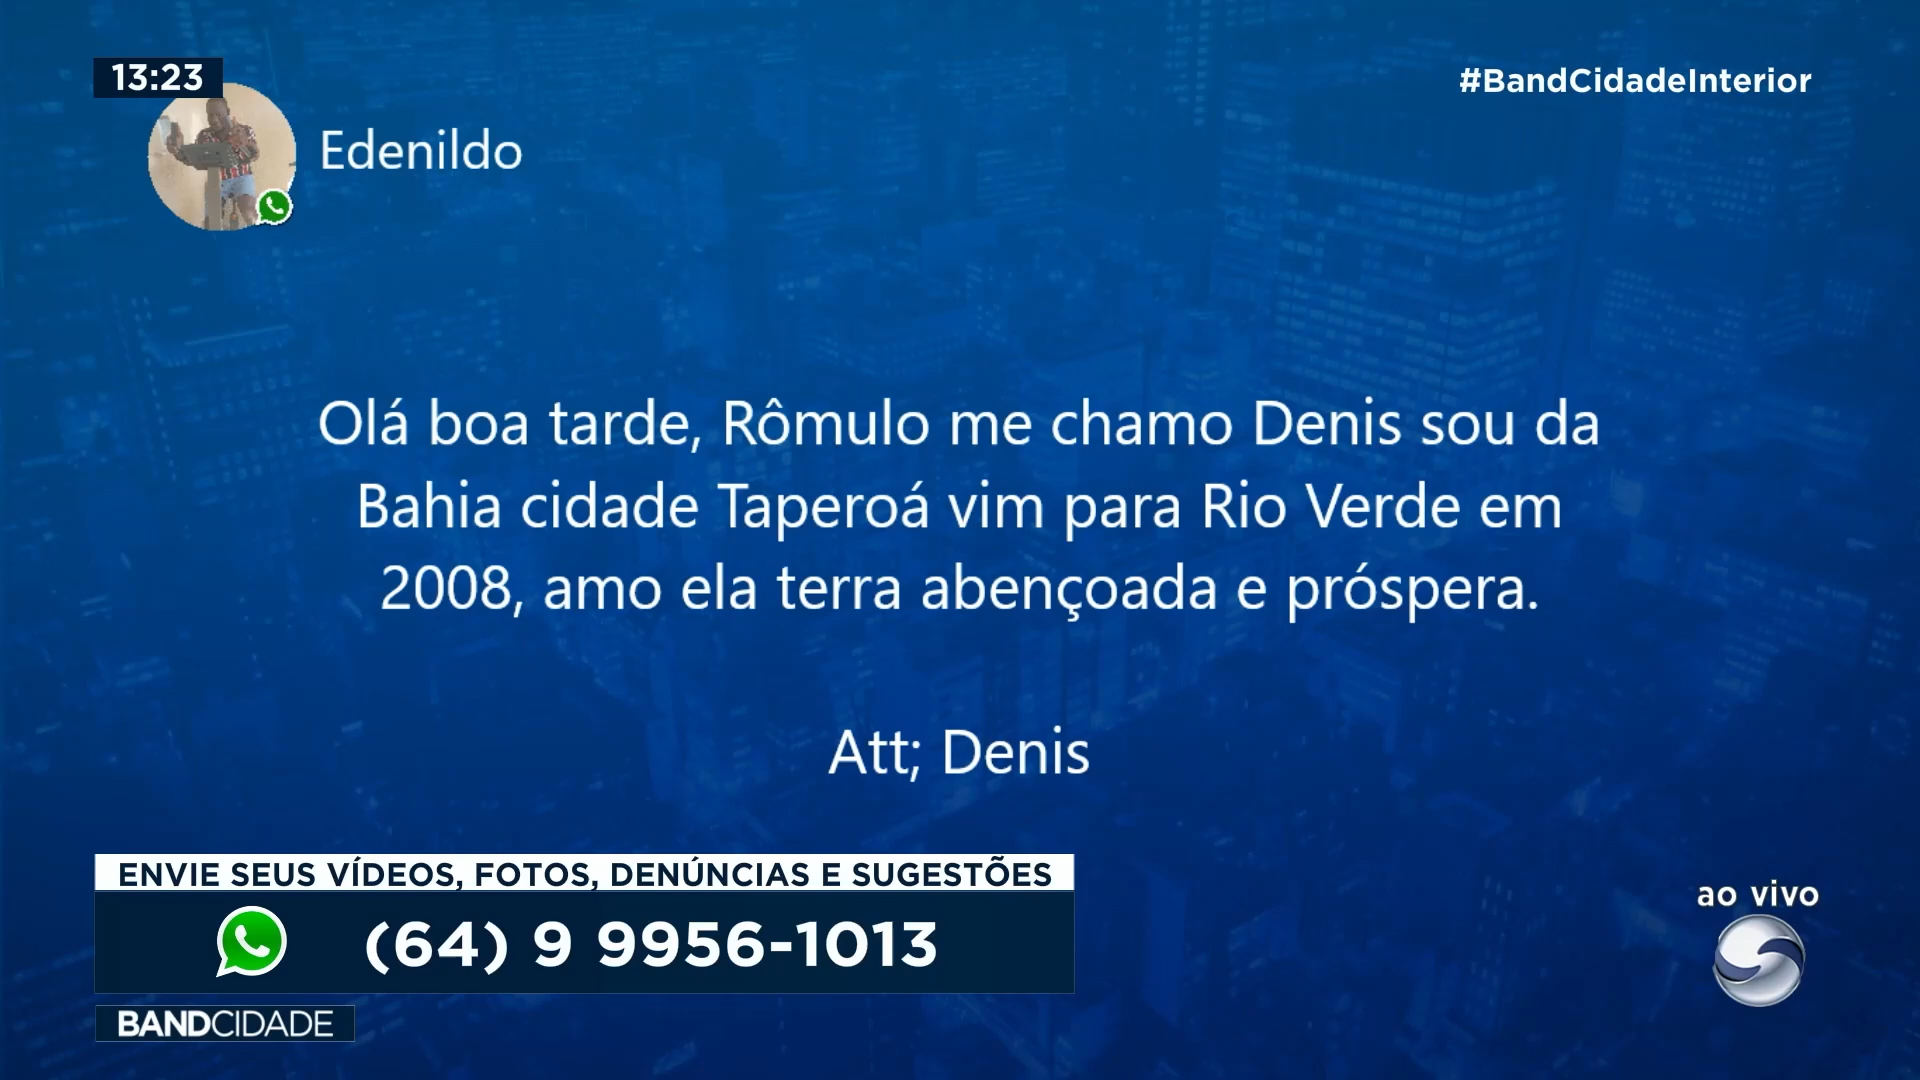 13:23
#BandCidadeInterior
Edenildo
Olá boa tarde, Rômulo me chamo Denis sou da
Bahia cidade Taperoá vim para Rio Verde em
2008, amo ela terra abençoada e próspera.
Att; Denis
ENVIE SEUS VÍDEOS, FOTOS, DENÚNCIAS E SUGESTÕES
(64) 9 9956-1013
ao vivo
BANDCIDADE